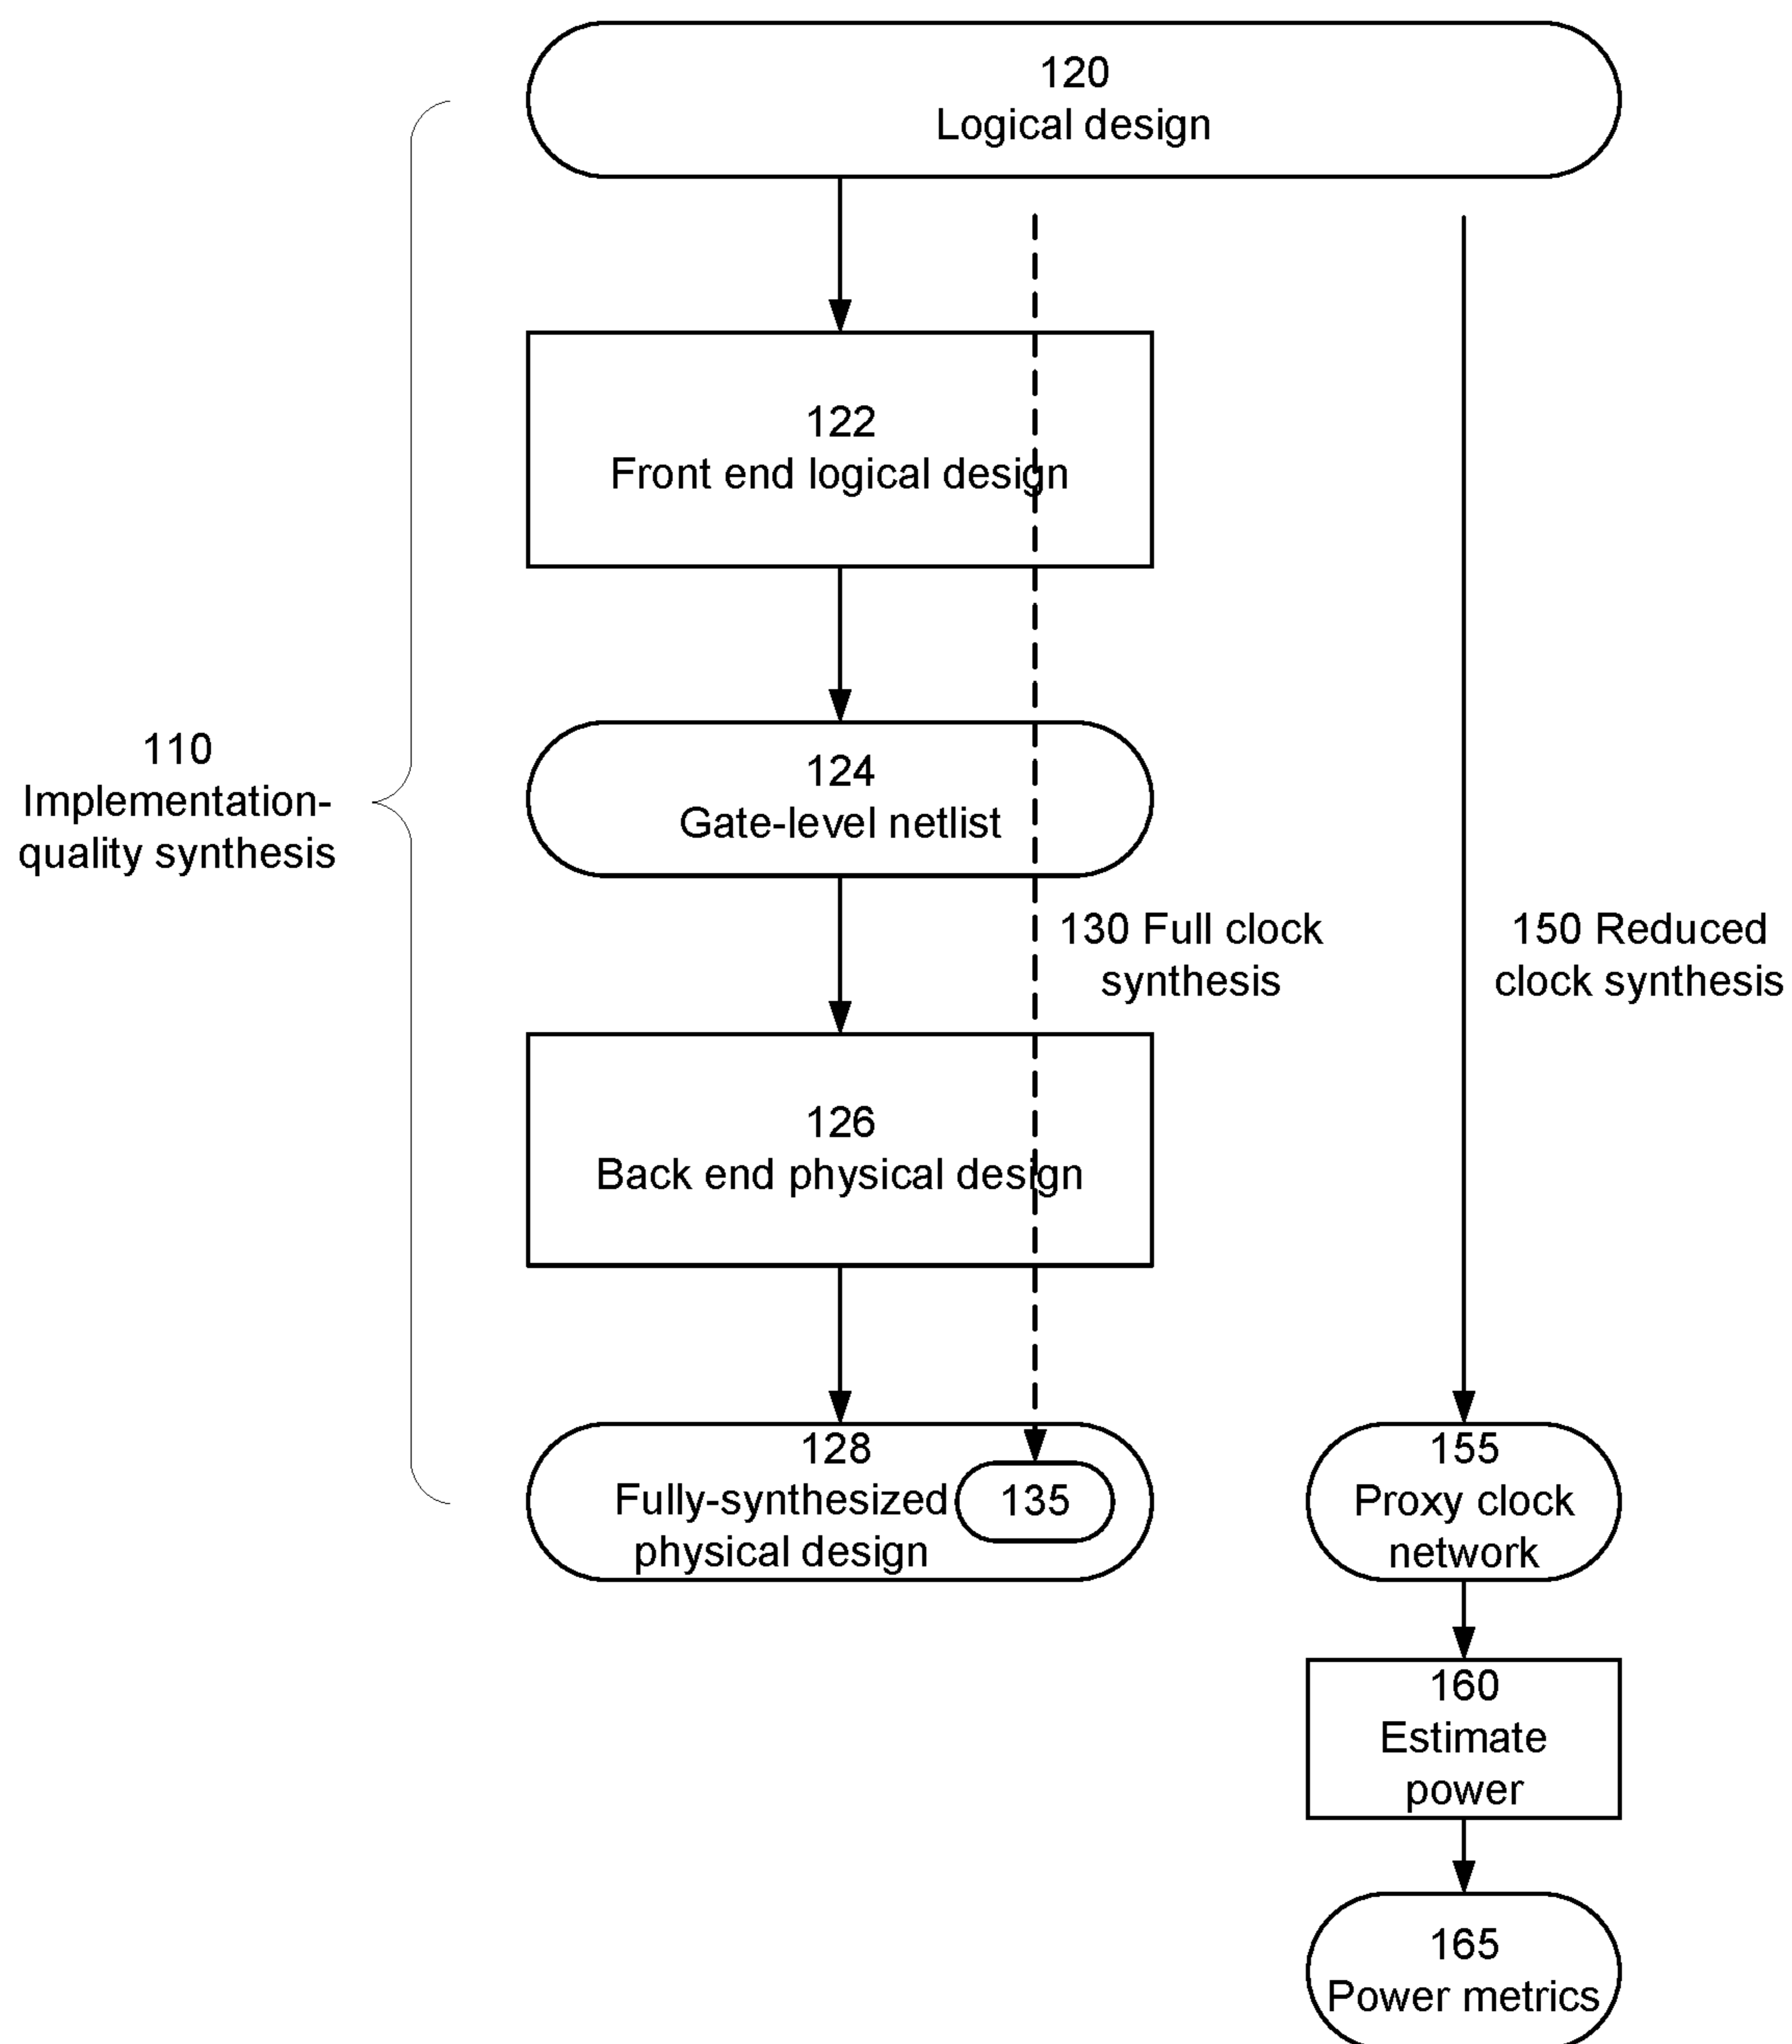 120
Logical design
122
Front end logical design
110
Implementation-
quality synthesis
124
Gate-level netlist
130 Full clock
synthesis
150 Reduced
clock synthesis
126
Back end physical design
128
Fully-synthesized
physical design
135
155
Proxy clock
network
160
Estimate
power
165
Power metrics